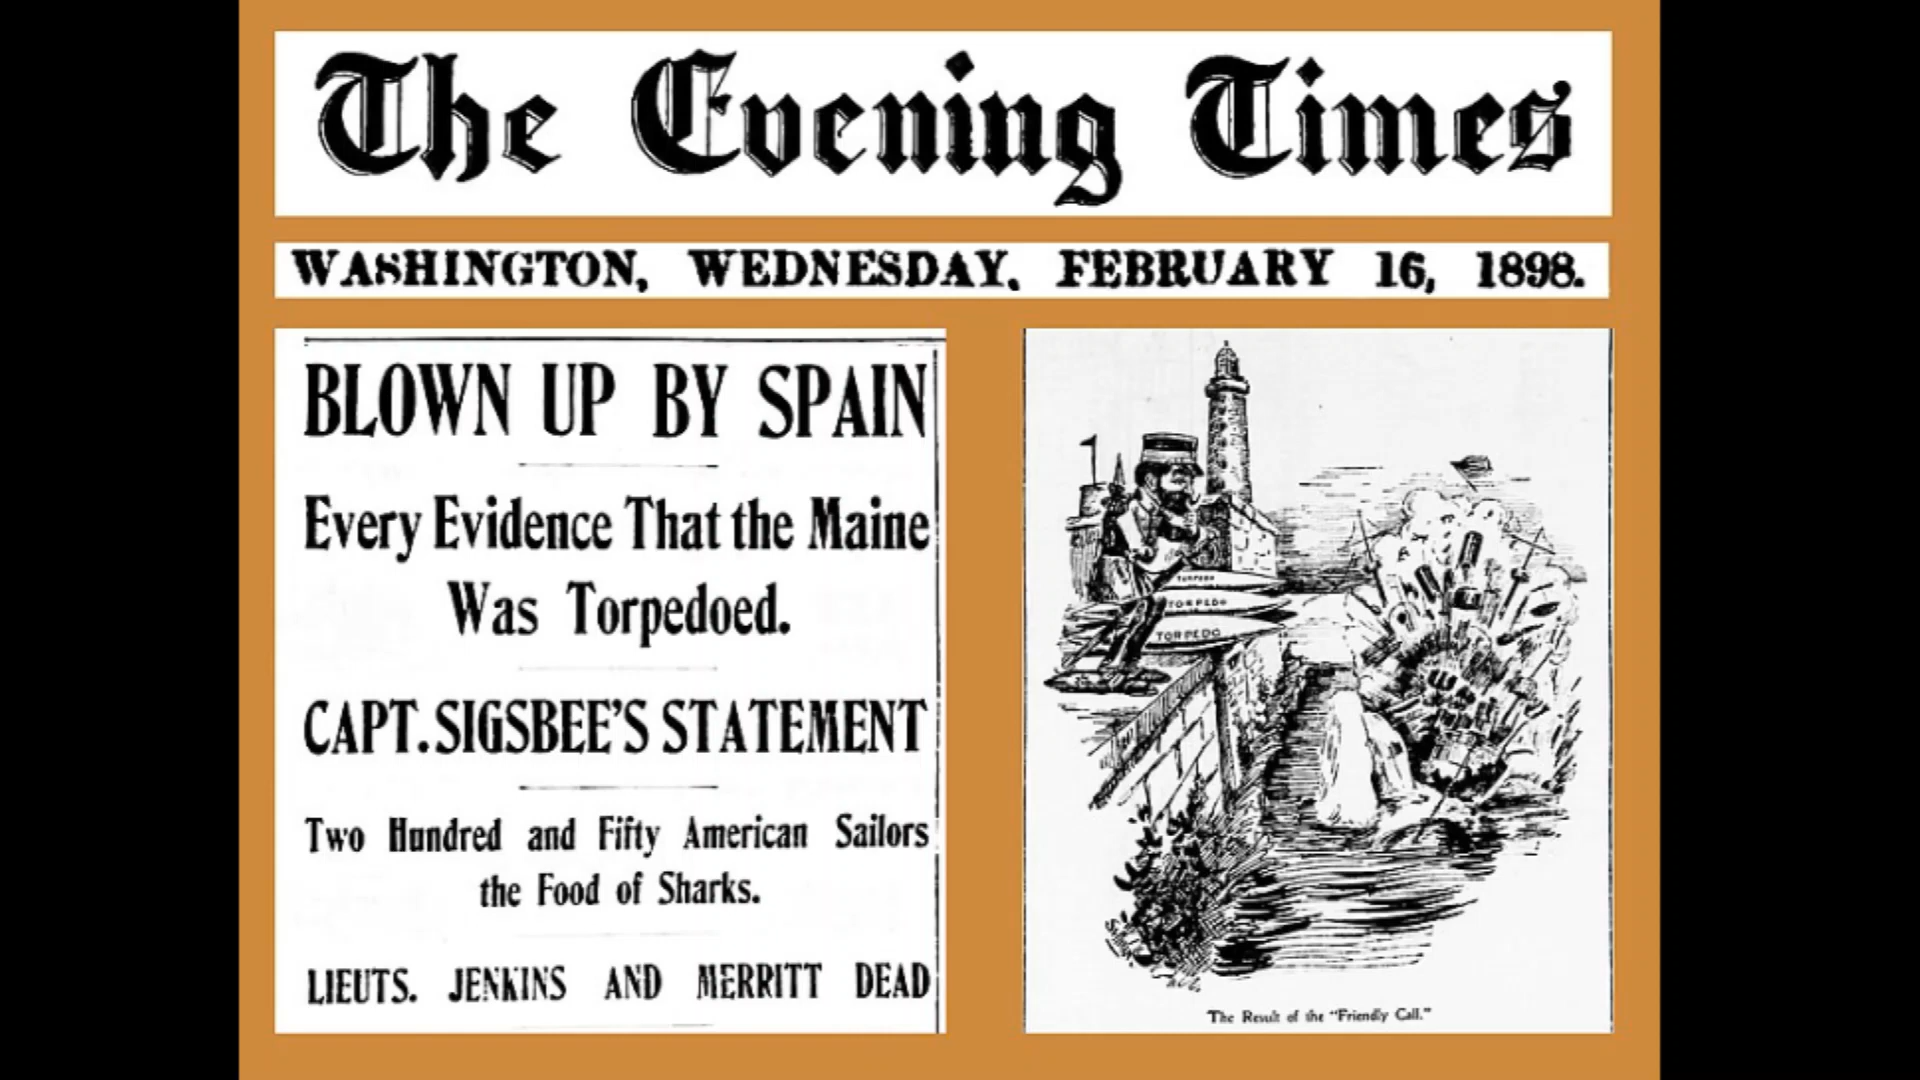 The Evening Times
WASHINGTON, WEDNESDAY, FEBRUARY 16, 1898.
BLOWN UP BY SPAIN
Every Evidence That the Maine
Was Torpedoed.
CAPT. SIGSBEE'S STATEMENT
Two Hundred and Fifty American Sailors
the Food of Sharks.
LIEUTS. JENKINS AND MERRITT DEAD
TORPEDO
TORPEDO
TORPEDO
The Result of the "Friendly Call."